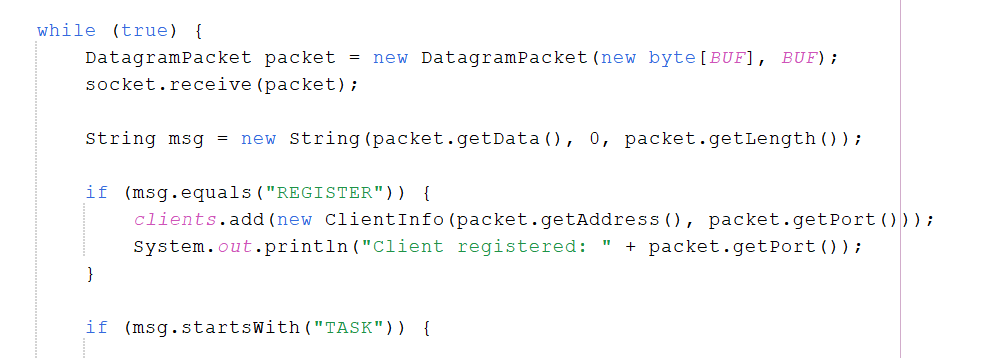 while (true) {
    DatagramPacket packet = new DatagramPacket(new byte[BUF], BUF);
    socket.receive(packet);

    String msg = new String(packet.getData(), 0, packet.getLength());

    if (msg.equals("REGISTER")) {
        clients.add(new ClientInfo(packet.getAddress(), packet.getPort()));
        System.out.println("Client registered: " + packet.getPort());
    }

    if (msg.startsWith("TASK")) {